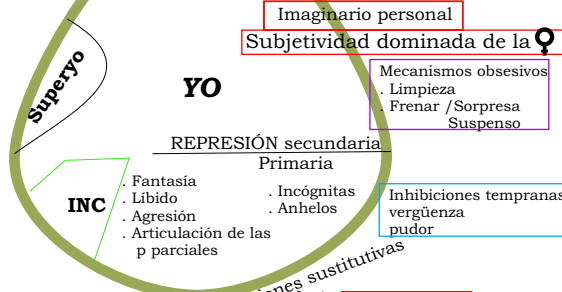 Imaginario personal
Subjetividad dominada de la
Superyo
YO
Mecanismos obsesivos
. Limpieza
. Frenar /Sorpresa
Suspenso
REPRESIÓN secundaria
Primaria
INC
. Fantasía
. Líbido
. Agresión
. Articulación de las
p parciales
. Incógnitas
. Anhelos
Inhibiciones tempranas
vergüenza
pudor
sustitutivas